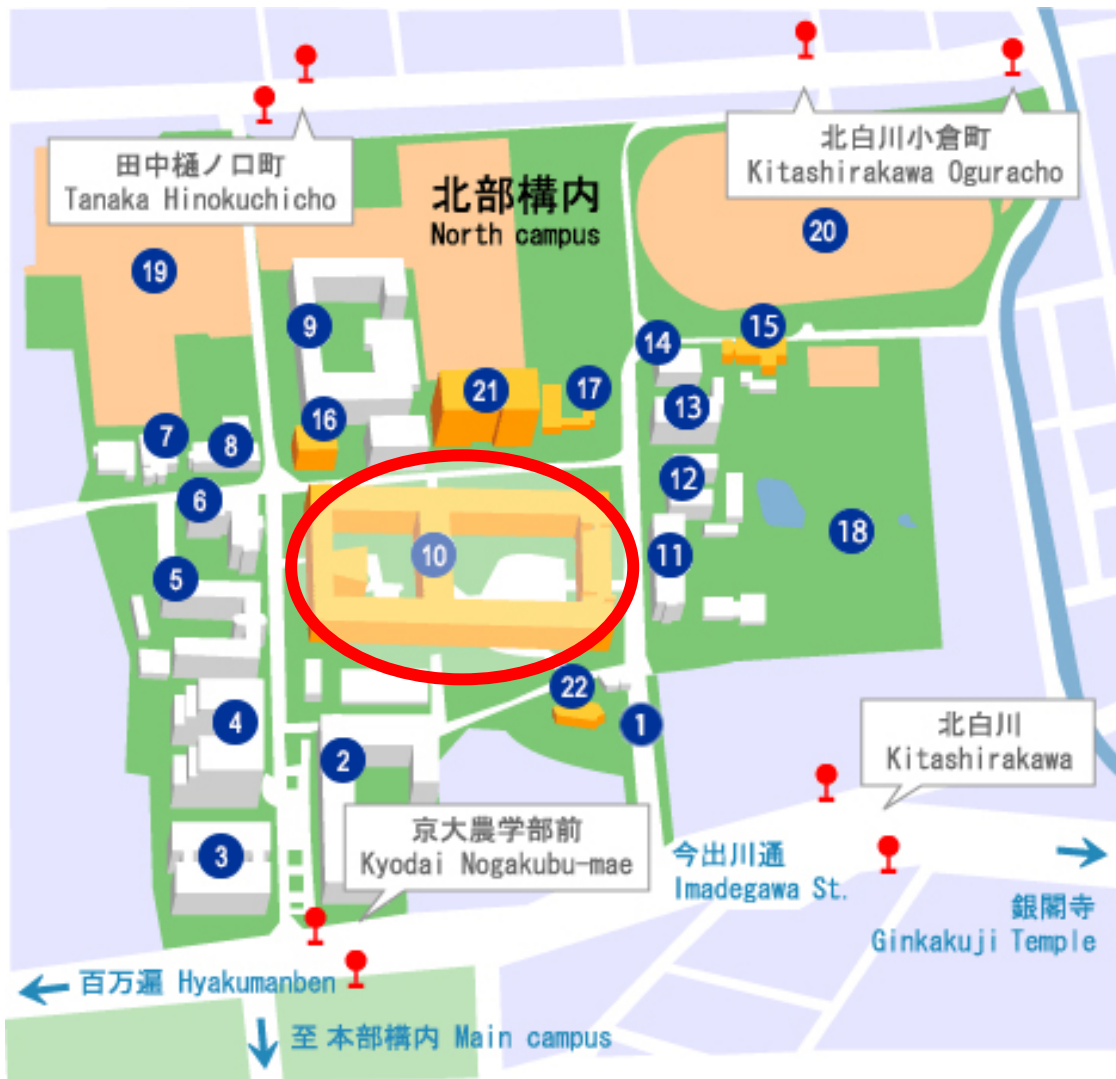 田中樋ノ口町
Tanaka Hinokuchicho
北白川小倉町
Kitashirakawa Oguracho
北部構内
North campus
20
19
9
15
14
17
21
13
16
7
8
12
6
10
18
11
5
22
4
1
2
北白川
Kitashirakawa
京大農学部前
Kyodai Nogakubu-mae
3
今出川通
Imadegawa St.
銀閣寺
Ginkakuji Temple
百万遍 Hyakumanben
至 本部構内 Main campus